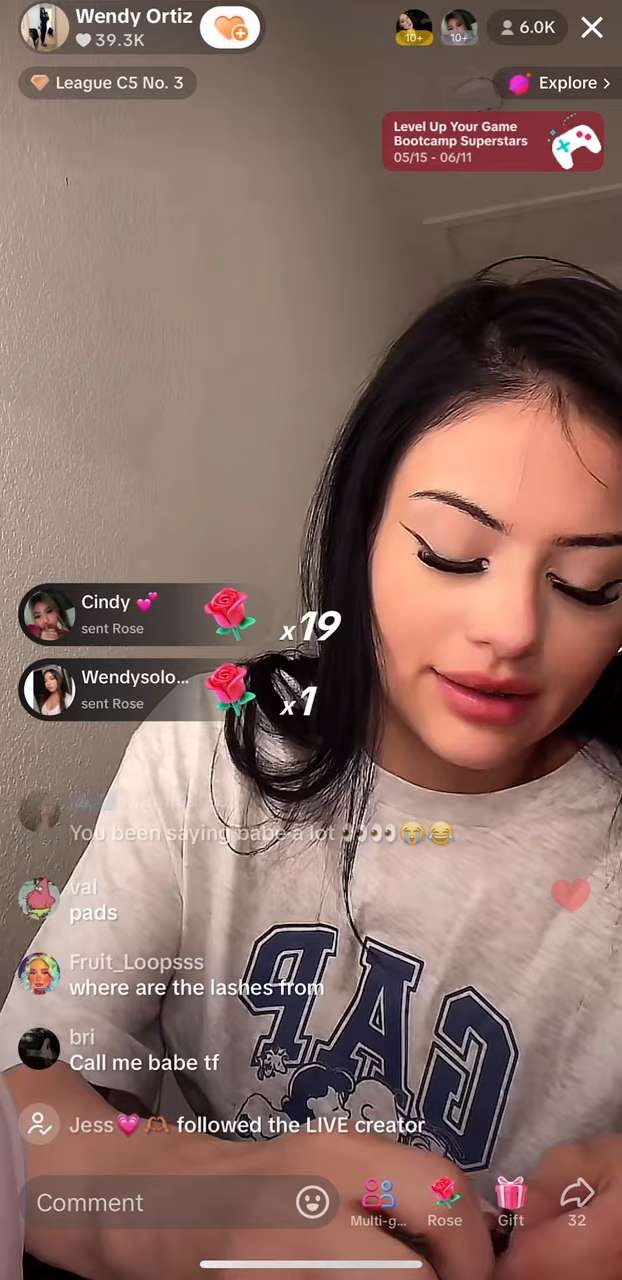 Wendy Ortiz
39.3K
10+
10+
6.0K
League C5 No. 3
Explore >
Level Up Your Game
Bootcamp Superstars
05/15 - 06/11
Cindy 💕
sent Rose
x19
Wendysolo...
sent Rose
x1
You been saying babe a lot 👀👀😭😂
val
pads
Fruit_Loopsss
where are the lashes from
bri
Call me babe tf
GAP
Jess💗🫶🏽 followed the LIVE creator
Comment
Multi-g...
Rose
Gift
32